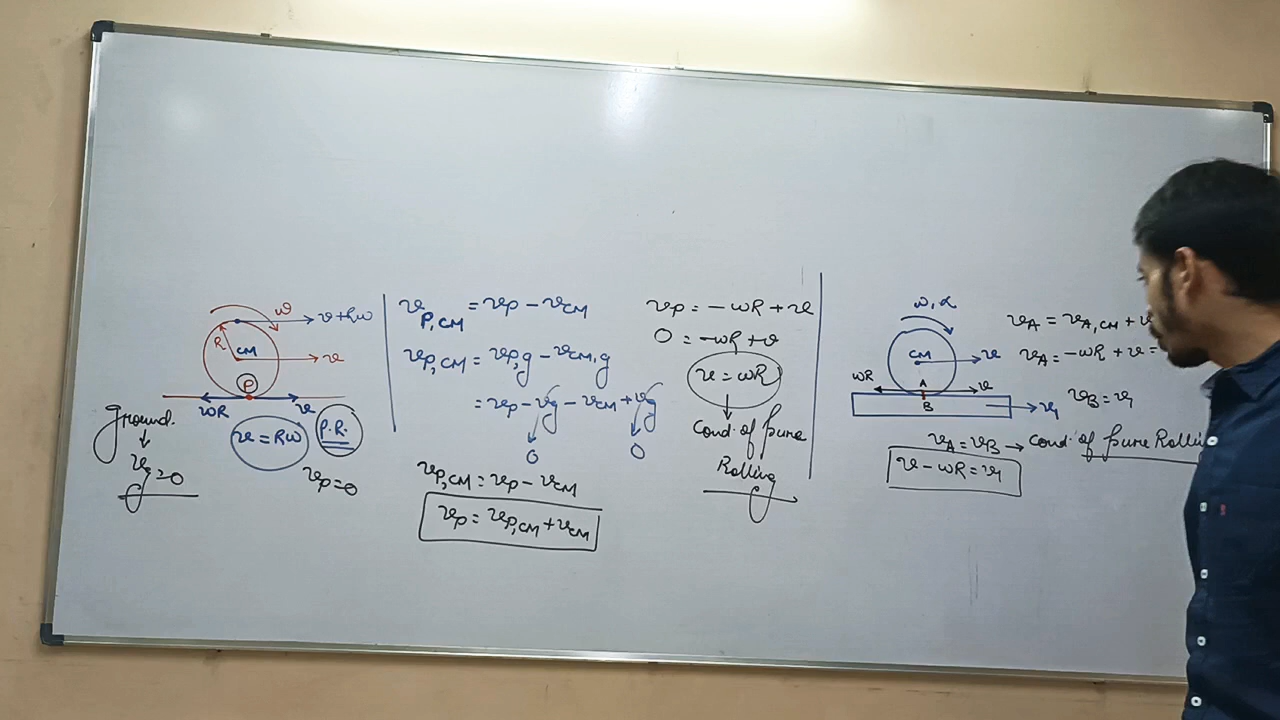 ω
v+Rω
R
CM
v
P
ωR
v
Ground.
v = Rω
P.R.
v_g = 0
v_P = 0
v_P,CM = v_P − v_CM
v_P,CM = v_P,g − v_CM,g
= v_P − v_g − v_CM + v_g
0
0
v_P,CM = v_P − v_CM
v_P = v_P,CM + v_CM
v_P = −ωR + v
0 = −ωR + v
v = ωR
Cond. of Pure
Rolling
ω, α
CM
v
ωR
A
v
B
v₁
v_A = v_A,CM + v
v_A = −ωR + v =
v_B = v₁
v_A = v_B → Cond. of Pure Rolling
v − ωR = v₁